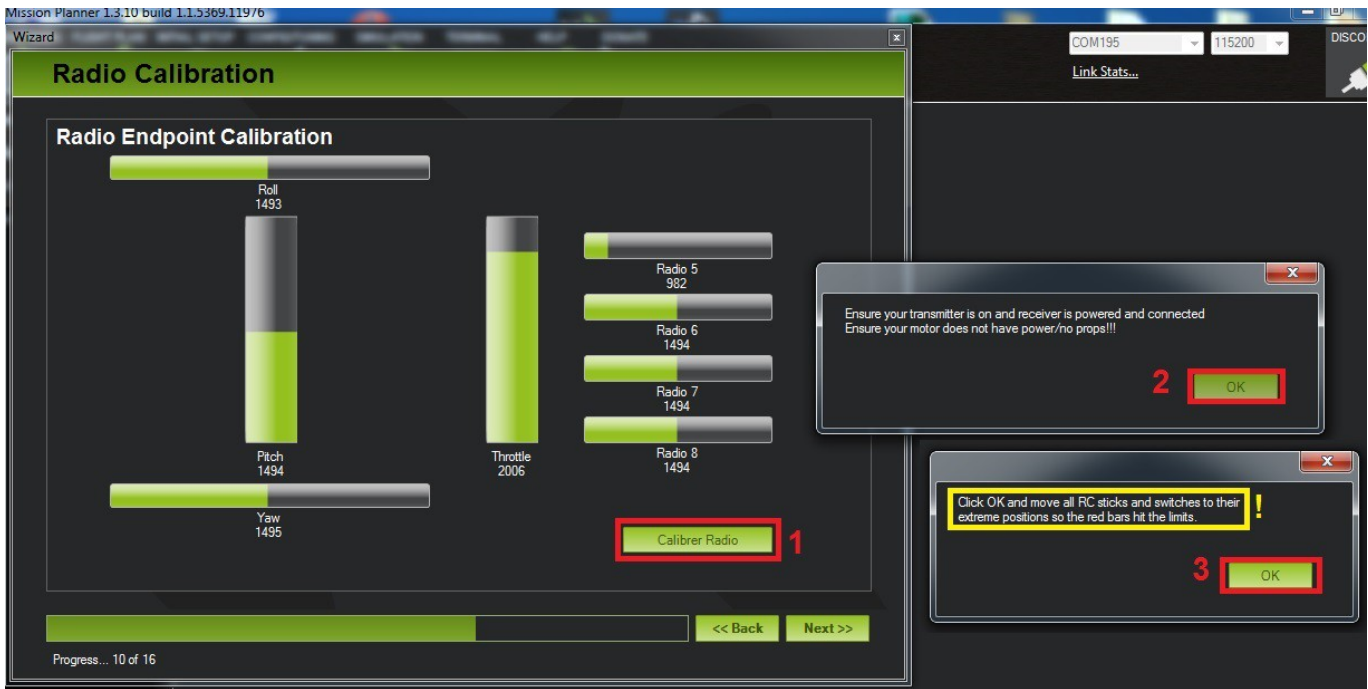 Mission Planner 1.3.10 build 1.1.5369.11976
Wizard
COM195
115200
Link Stats...
Radio Calibration
Radio Endpoint Calibration
Roll
1493
Pitch
1494
Throttle
2006
Yaw
1495
Radio 5
982
Radio 6
1494
Radio 7
1494
Radio 8
1494
Calibrer Radio
1
<< Back
Next >>
Progress... 10 of 16
Ensure your transmitter is on and receiver is powered and connected
Ensure your motor does not have power/no props!!!
2
OK
Click OK and move all RC sticks and switches to their
extreme positions so the red bars hit the limits.
!
3
OK